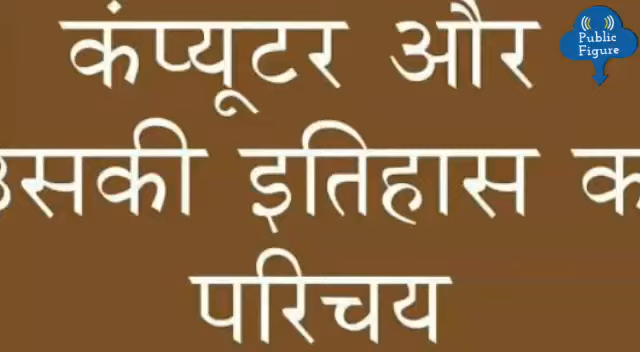 Public
Figure
कंप्यूटर और
उसकी इतिहास का
परिचय